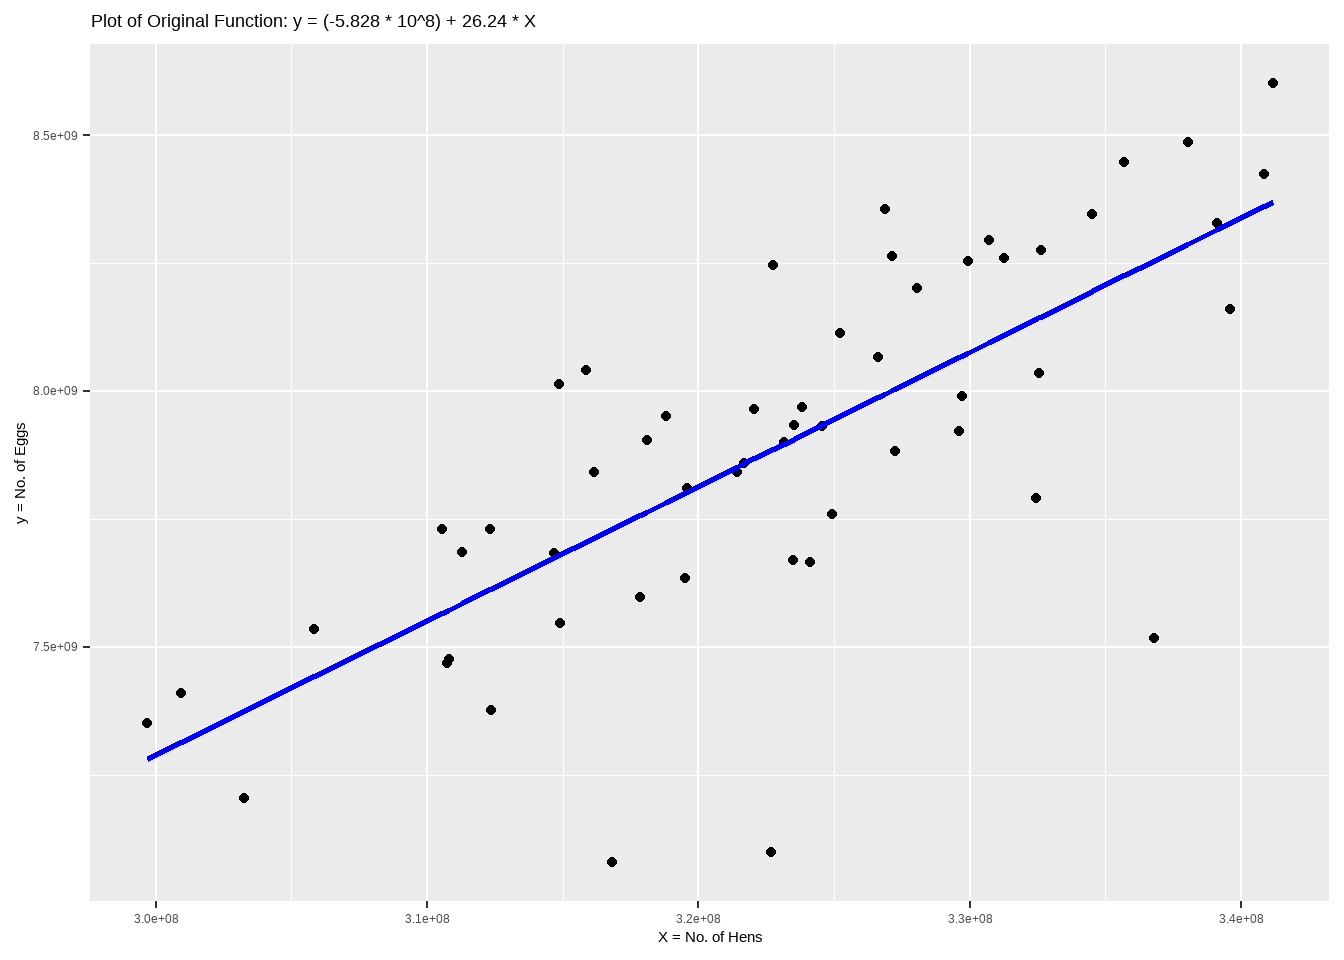 Plot of Original Function: y = (-5.828 * 10^8) + 26.24 * X
8.5e+09
8.0e+09
7.5e+09
y = No. of Eggs
3.0e+08 3.1e+08 3.2e+08 3.3e+08 3.4e+08
X = No. of Hens